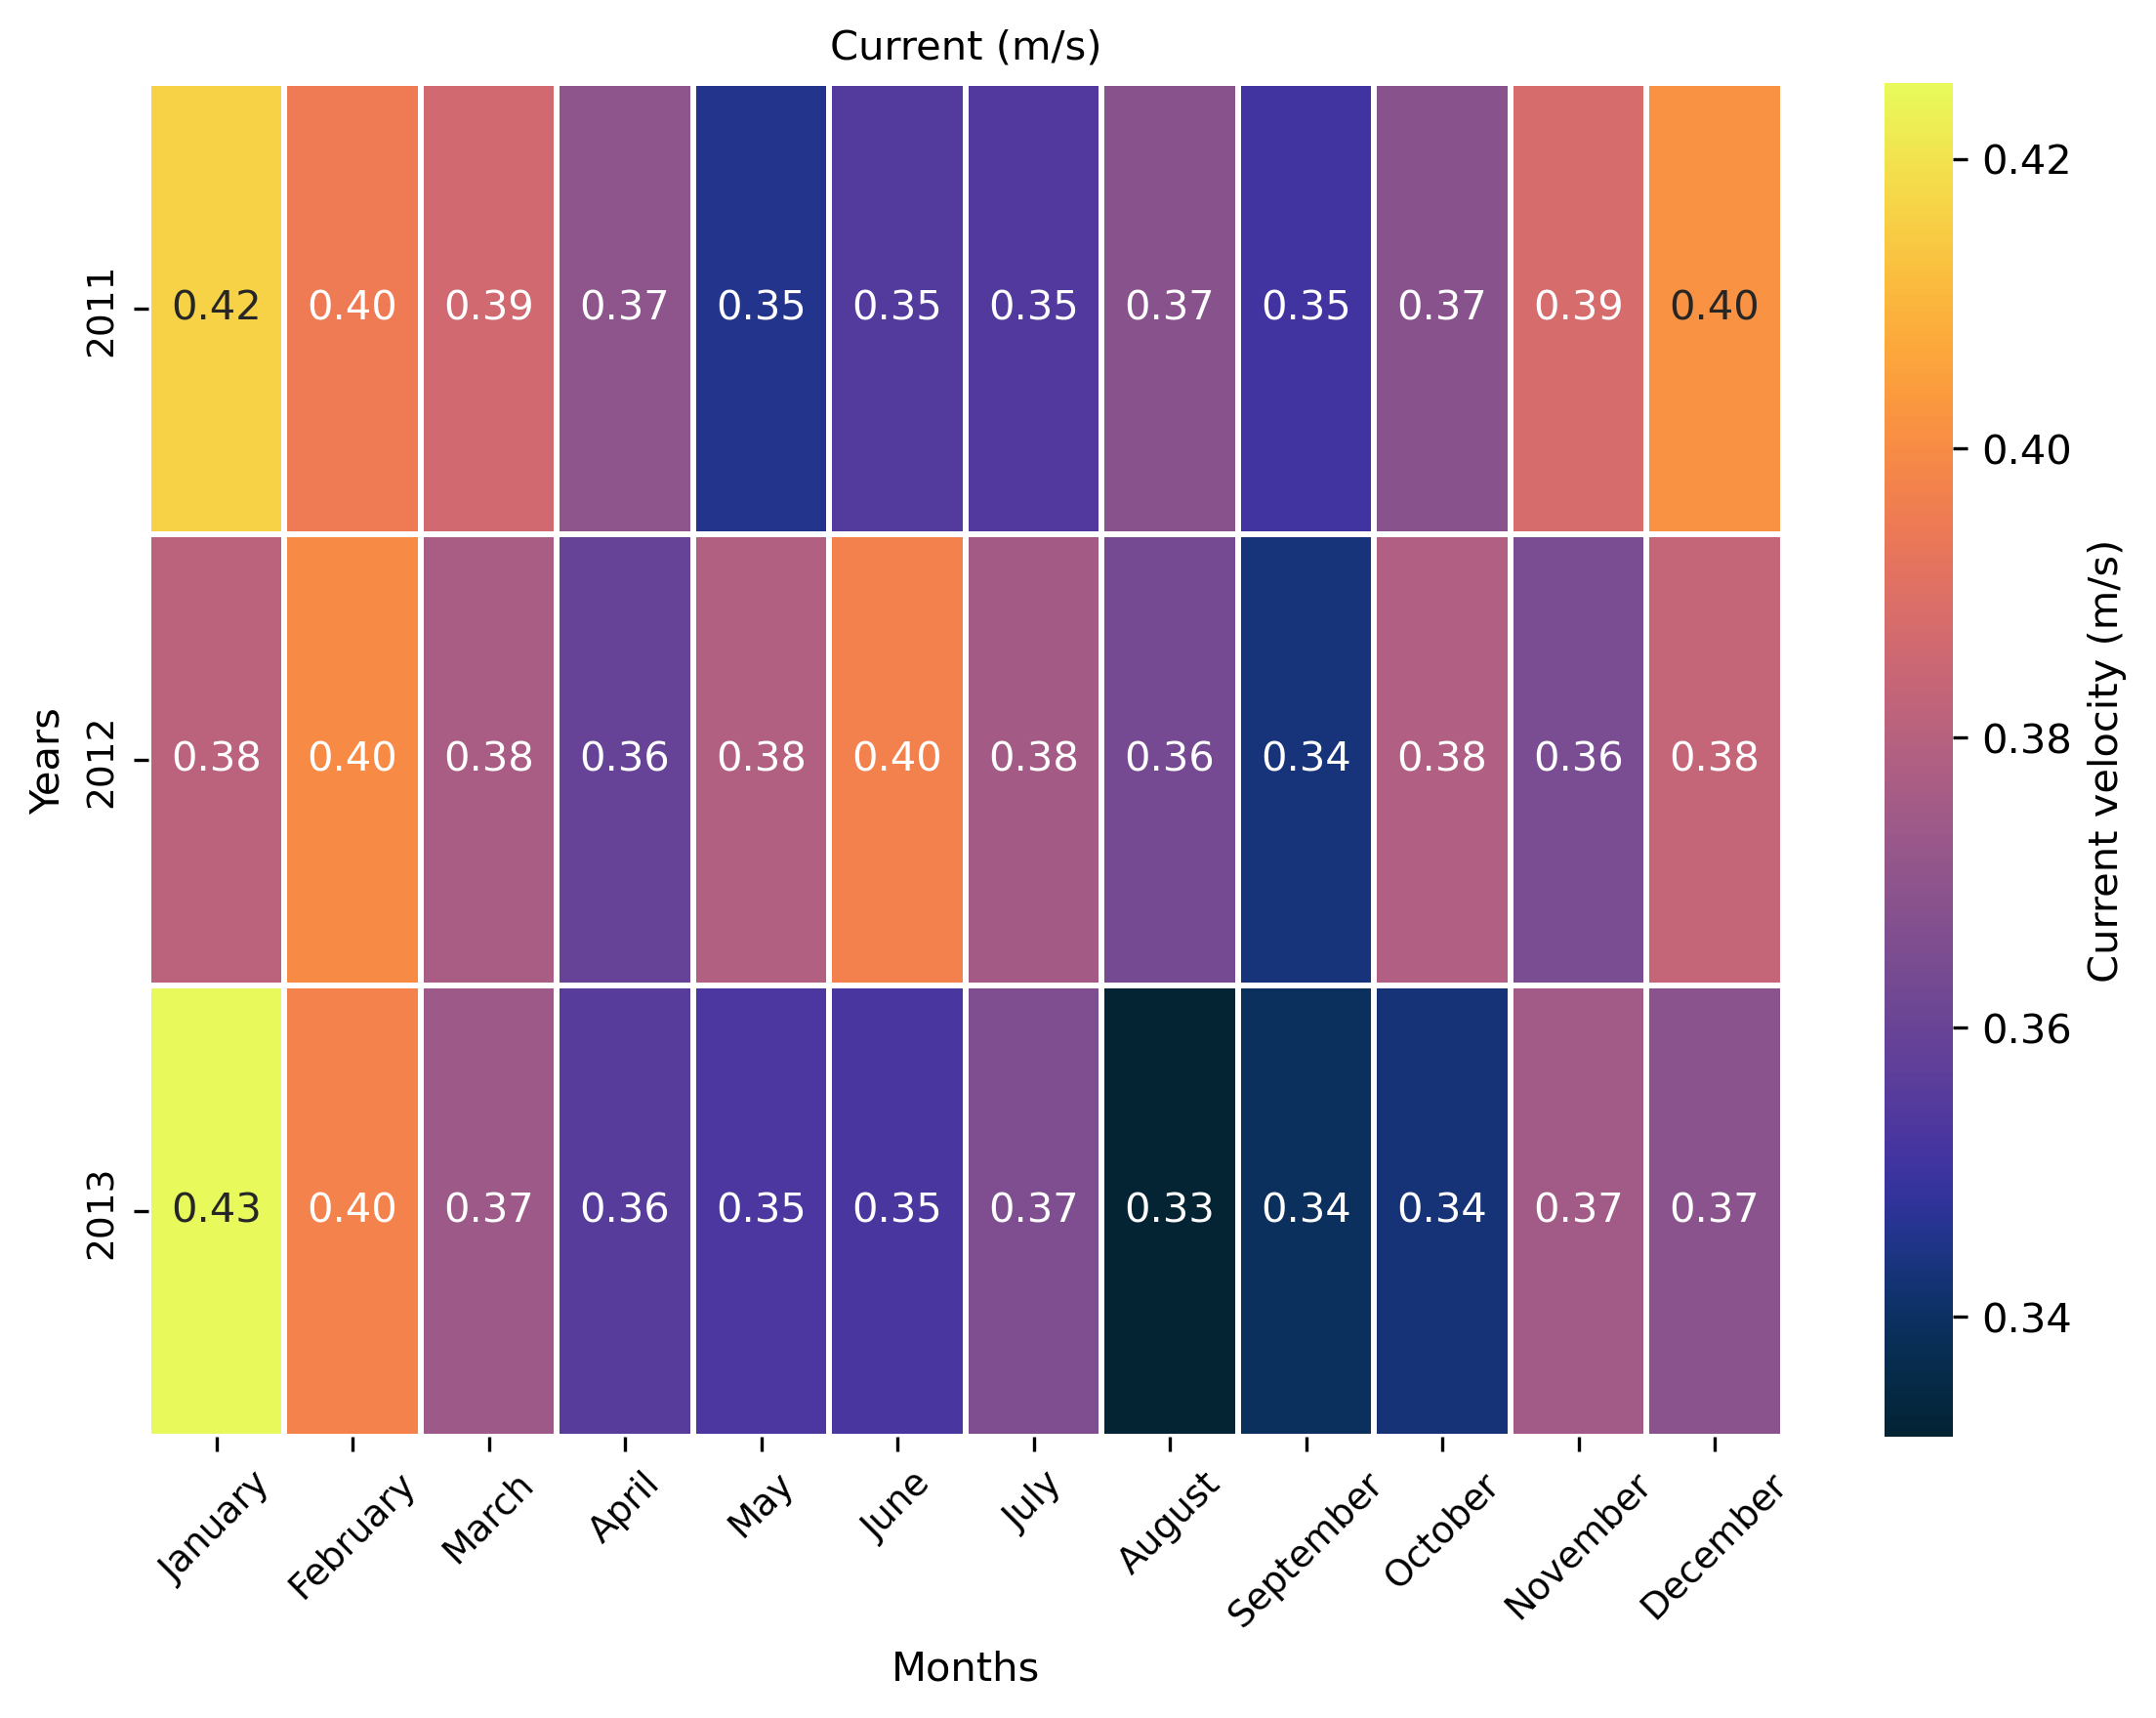 Current (m/s)
Years
2011
0.42 0.40 0.39 0.37 0.35 0.35 0.35 0.37 0.35 0.37 0.39 0.40
2012
0.38 0.40 0.38 0.36 0.38 0.40 0.38 0.36 0.34 0.38 0.36 0.38
2013
0.43 0.40 0.37 0.36 0.35 0.35 0.37 0.33 0.34 0.34 0.37 0.37
January February March April May June July August September October November December
Months
0.42
0.40
0.38
0.36
0.34
Current velocity (m/s)